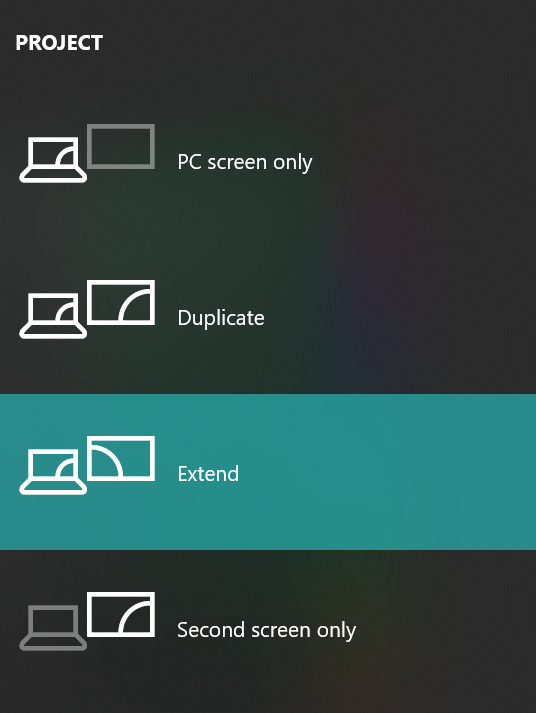 PROJECT
PC screen only
Duplicate
Extend
Second screen only